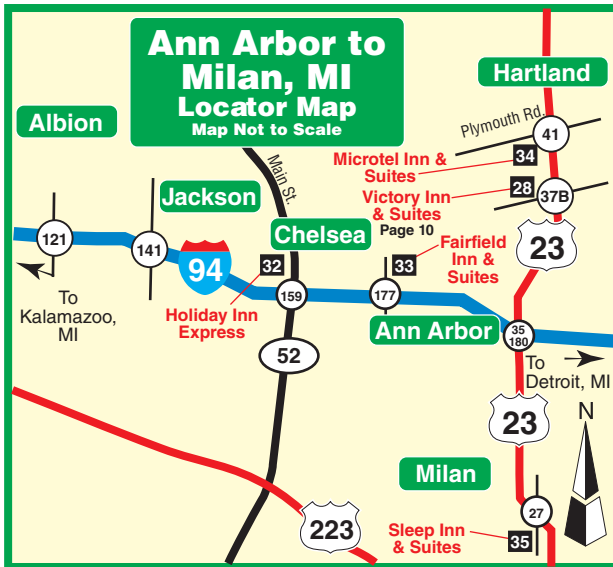 Ann Arbor to
Milan, MI
Locator Map
Map Not to Scale
Hartland
Albion
Plymouth Rd.
41
Microtel Inn &
Suites
34
Main St.
Jackson
Victory Inn
& Suites
Page 10
28
37B
Chelsea
121
141
94
32
33
Fairfield
Inn &
Suites
23
To
Kalamazoo,
MI
Holiday Inn
Express
159
177
Ann Arbor
35
180
52
To
Detroit, MI
23
N
Milan
223
27
Sleep Inn
& Suites
35